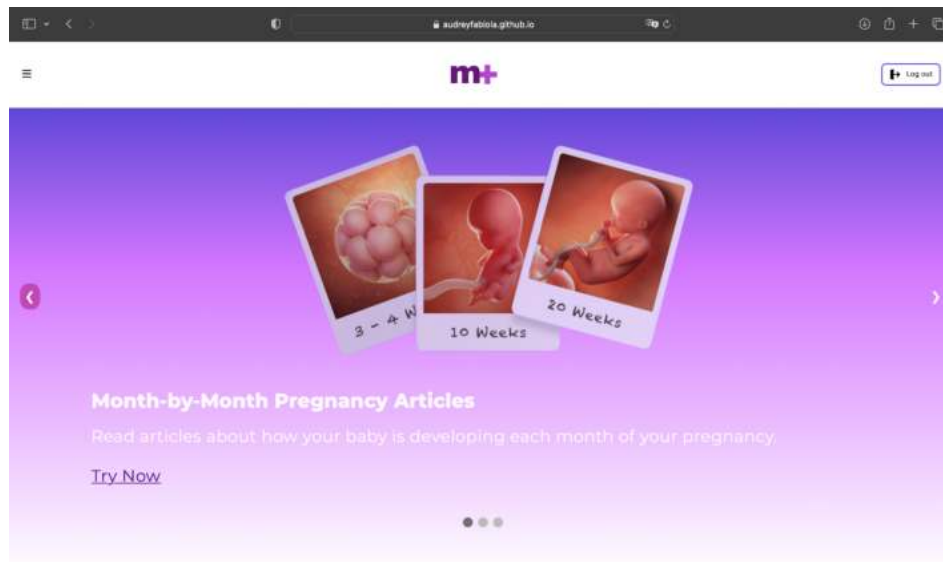 audreyfabiola.github.io
m+
Log out
3 - 4 W
10 Weeks
20 Weeks
Month-by-Month Pregnancy Articles
Read articles about how your baby is developing each month of your pregnancy.
Try Now